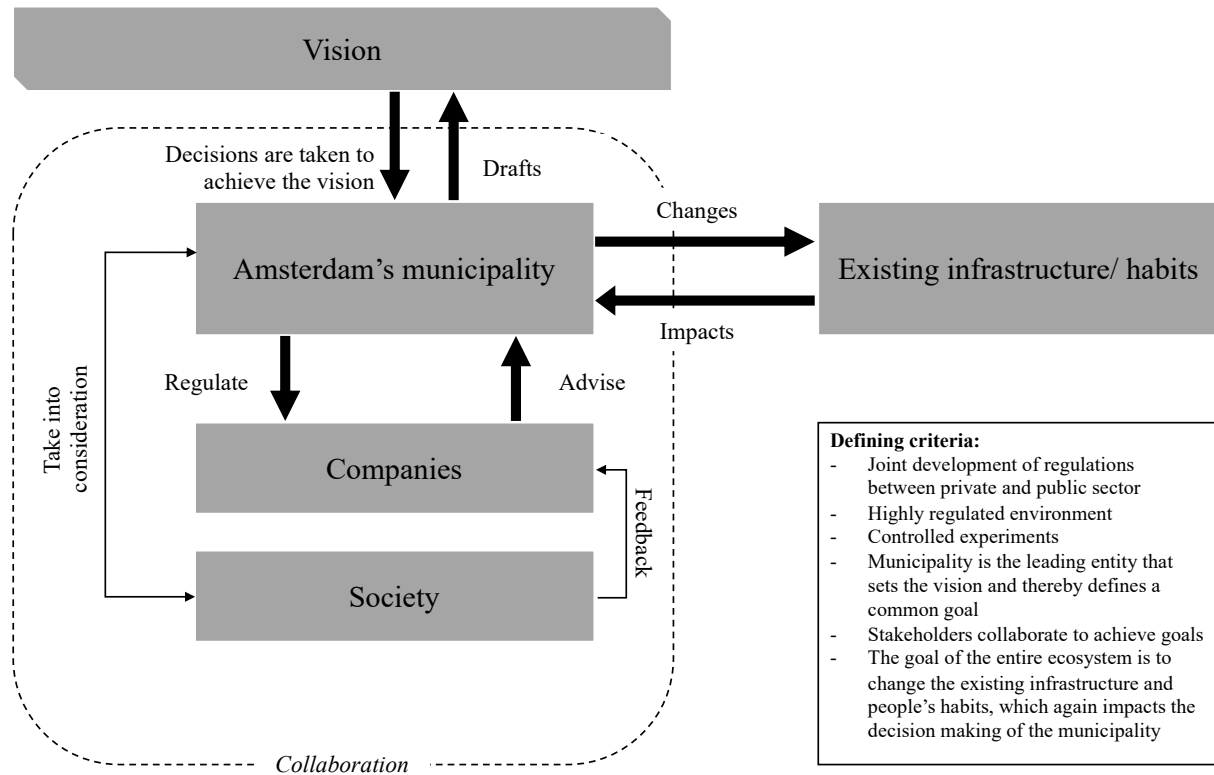 Vision
Decisions are taken to
achieve the vision
Drafts
Amsterdam’s municipality
Changes
Existing infrastructure/ habits
Impacts
Take into
consideration
Regulate
Advise
Companies
Feedback
Society
Collaboration
Defining criteria:
- Joint development of regulations
between private and public sector
- Highly regulated environment
- Controlled experiments
- Municipality is the leading entity that
sets the vision and thereby defines a
common goal
- Stakeholders collaborate to achieve goals
- The goal of the entire ecosystem is to
change the existing infrastructure and
people’s habits, which again impacts the
decision making of the municipality